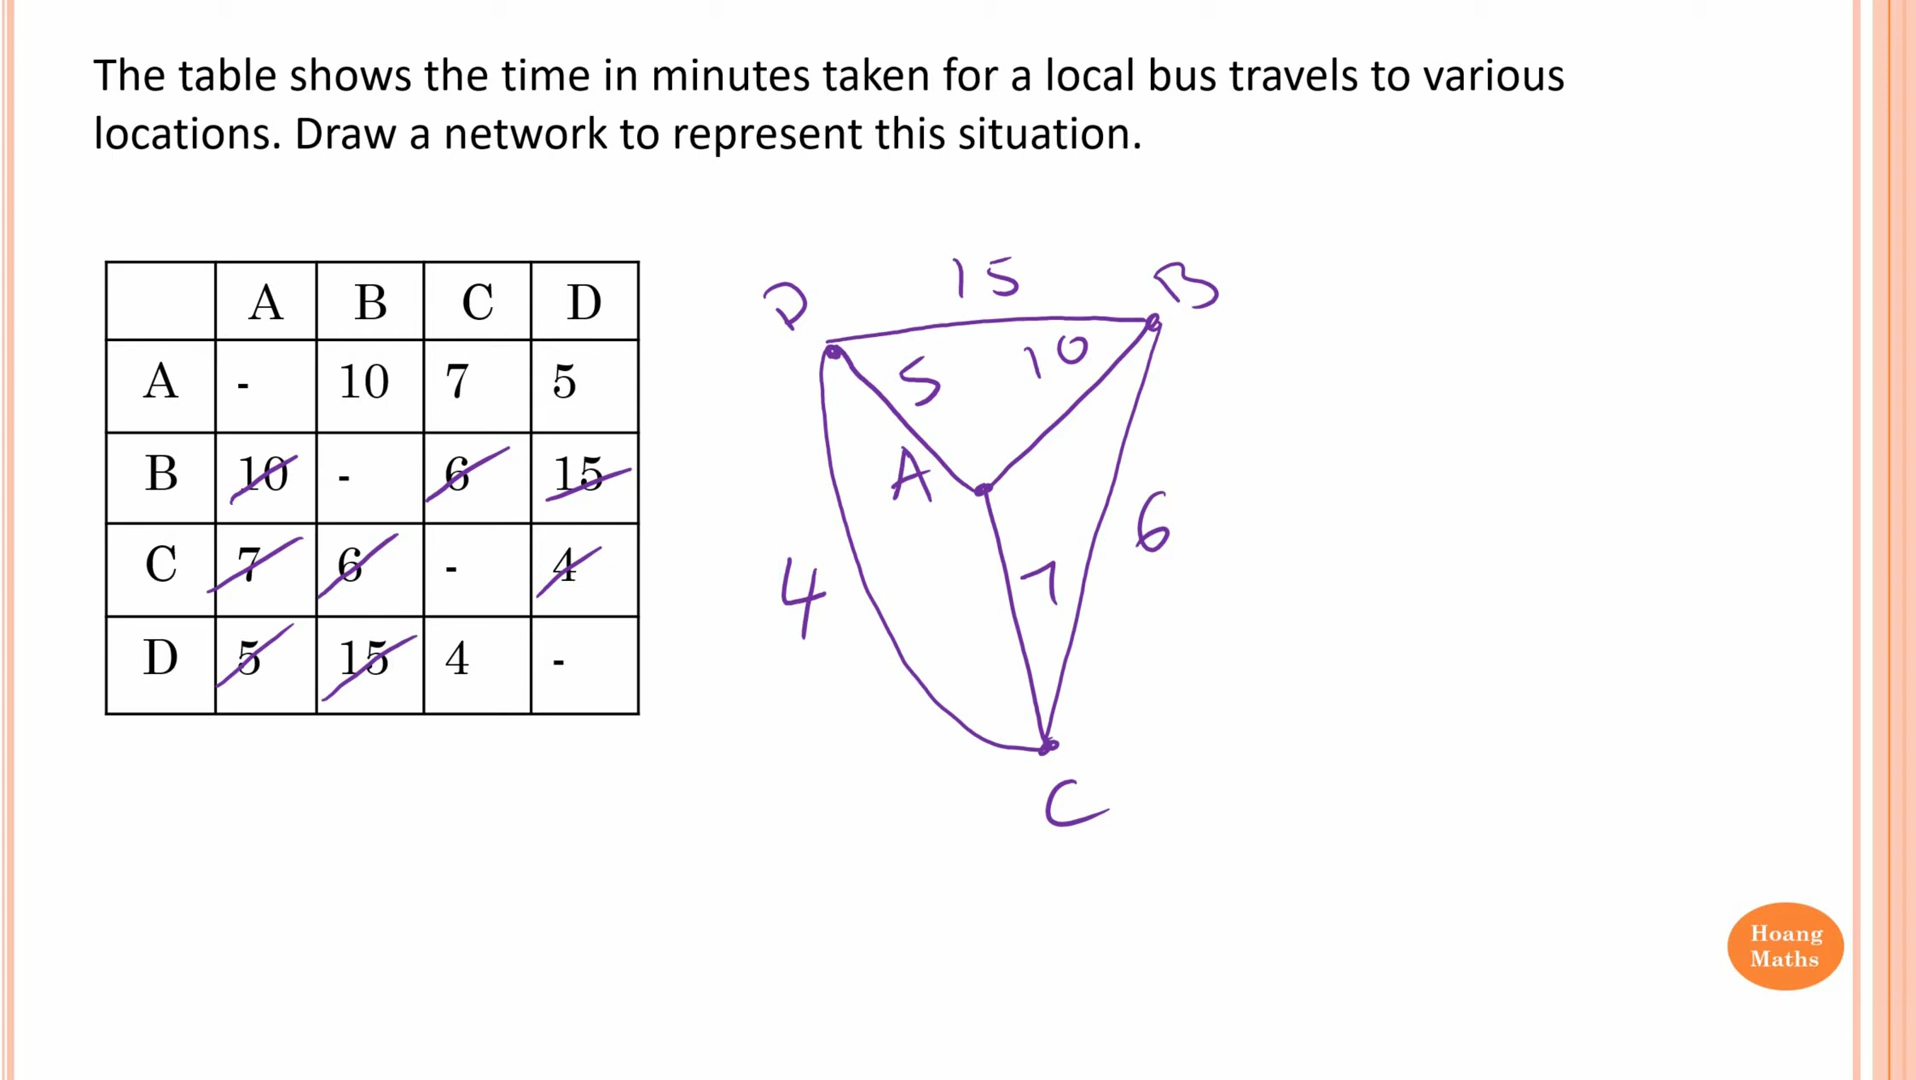 The table shows the time in minutes taken for a local bus travels to various
locations. Draw a network to represent this situation.
A B C D
A - 10 7 5
B 10 - 6 15
C 7 6 - 4
D 5 15 4 -
D 15 B
5 10
A
4 7 6
C
Hoang
Maths